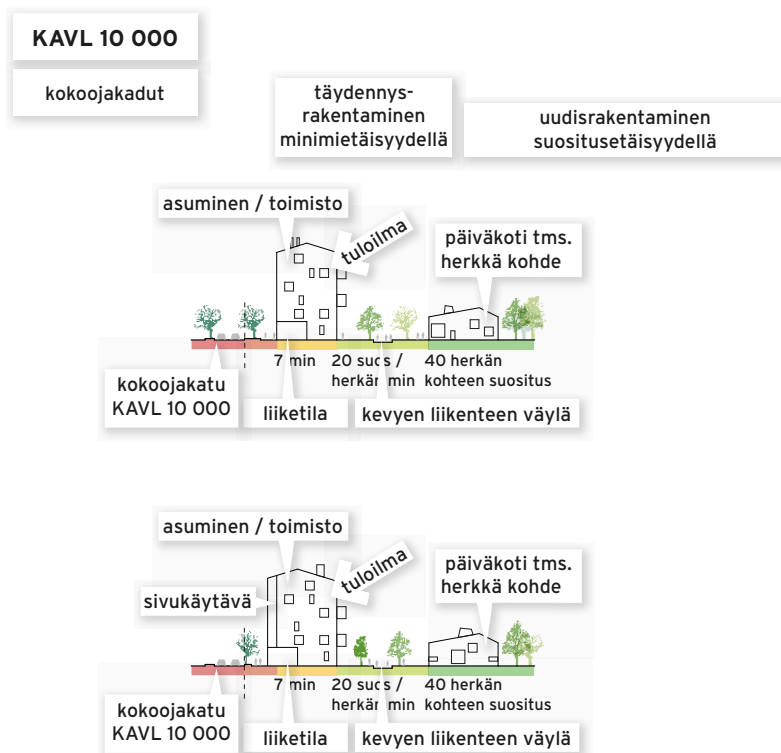 KAVL 10 000
kokoojakadut
täydennys-
rakentaminen
minimietäisyydellä
uudisrakentaminen
suositusetäisyydellä
asuminen / toimisto
tuloilma
päiväkoti tms.
herkkä kohde
7 min
20 suos /
herkän min
40 herkän
kohteen suositus
kokoojakatu
KAVL 10 000
liiketila
kevyen liikenteen väylä
asuminen / toimisto
tuloilma
sivukäytävä
päiväkoti tms.
herkkä kohde
7 min
20 suos /
herkän min
40 herkän
kohteen suositus
kokoojakatu
KAVL 10 000
liiketila
kevyen liikenteen väylä